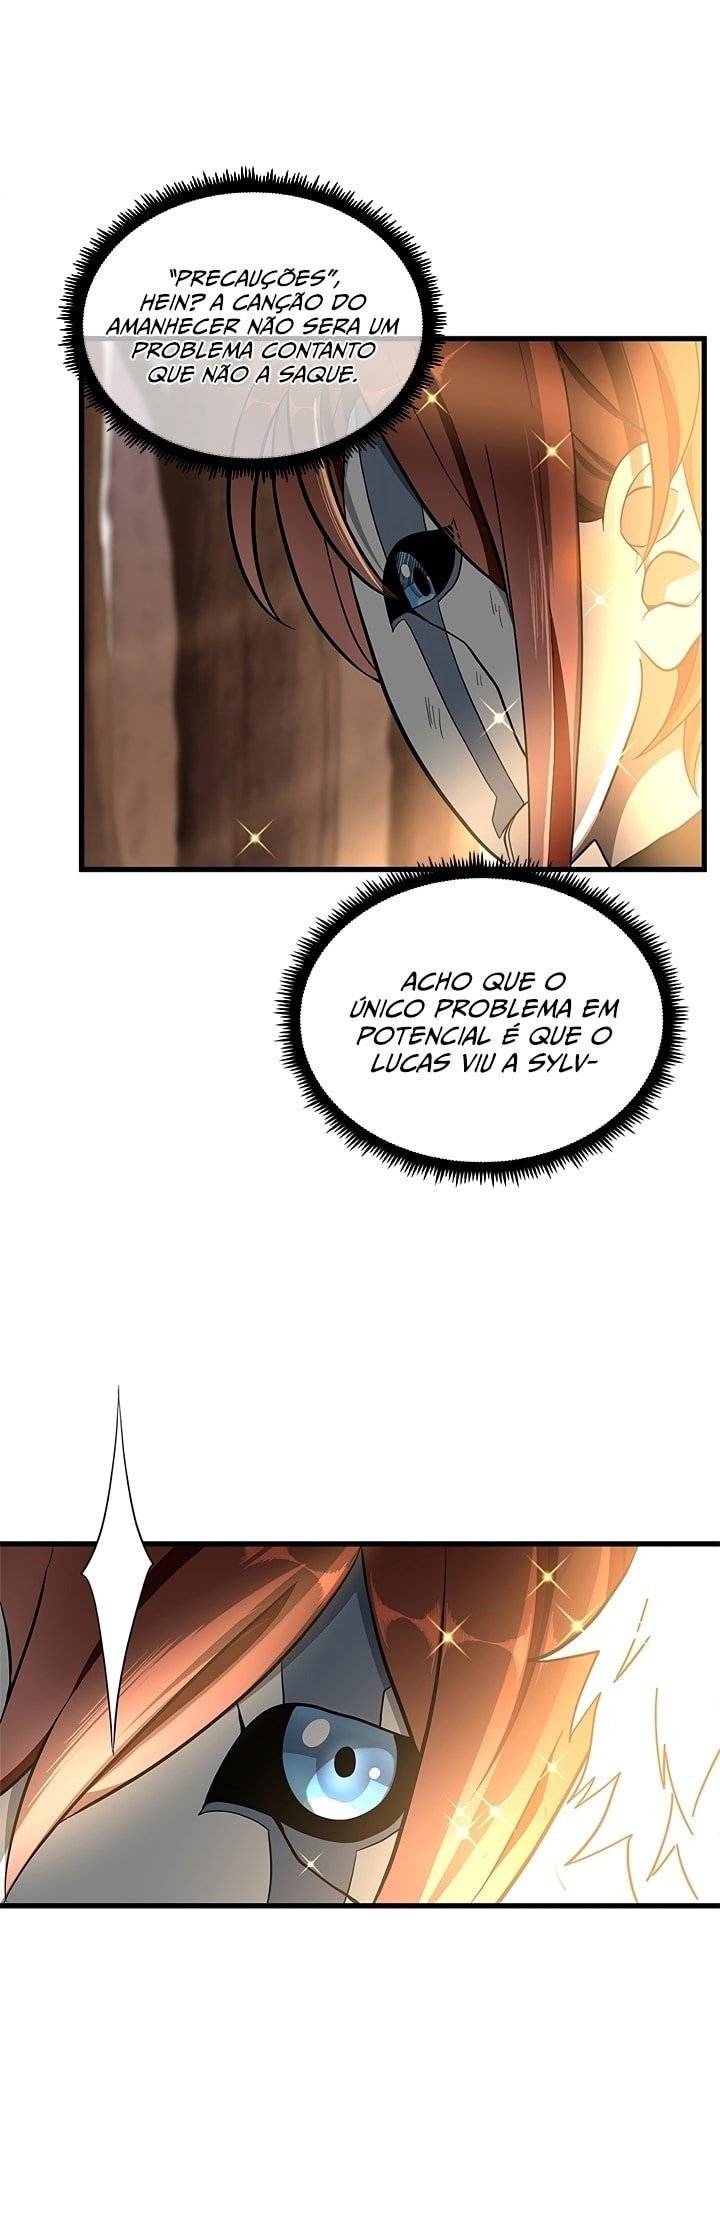 "PRECAUÇÕES",
HEIN? A CANÇÃO DO
AMANHECER NÃO SERA UM
PROBLEMA CONTANTO
QUE NÃO A SAQUE.
ACHO QUE O
ÚNICO PROBLEMA EM
POTENCIAL É QUE O
LUCAS VIU A SYLV-